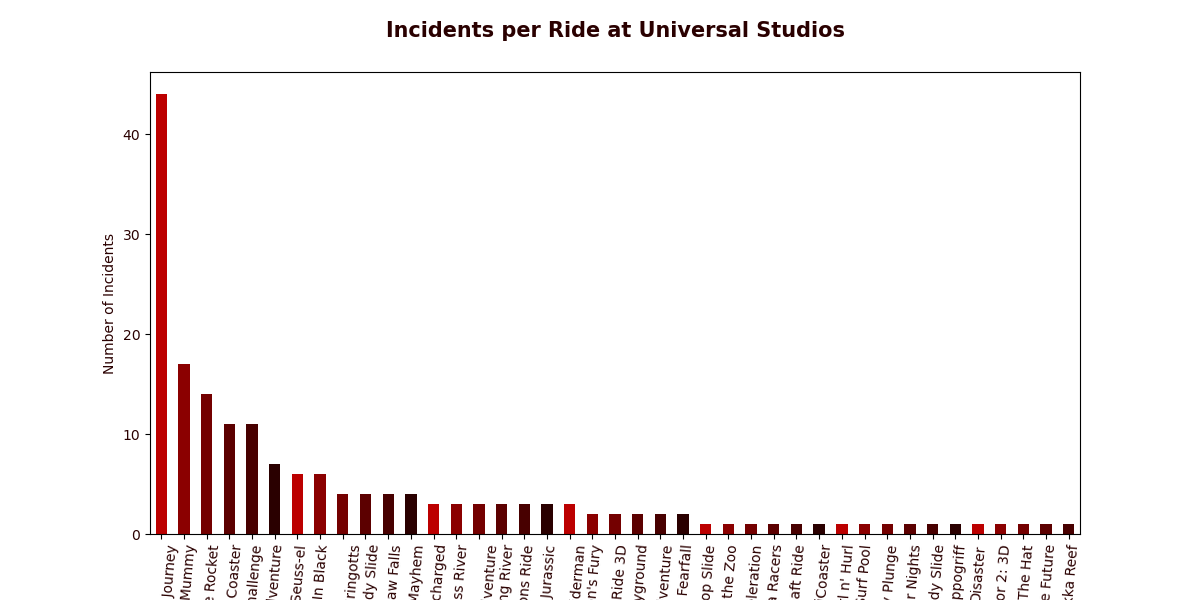 Incidents per Ride at Universal Studios
Number of Incidents
40
30
20
10
0
Journey
Mummy
Rocket
Coaster
hallenge
lventure
Seuss-el
In Black
ringotts
dy Slide
aw Falls
Mayhem
charged
ss River
venture
ng River
ons Ride
Jurassic
derman
n's Fury
Ride 3D
yground
venture
Fearfall
op Slide
the Zoo
leration
Racers
aft Ride
Coaster
l n' Hurl
Surf Pool
Plunge
r Nights
dy Slide
ppogriff
Disaster
or 2: 3D
The Hat
e Future
ka Reef